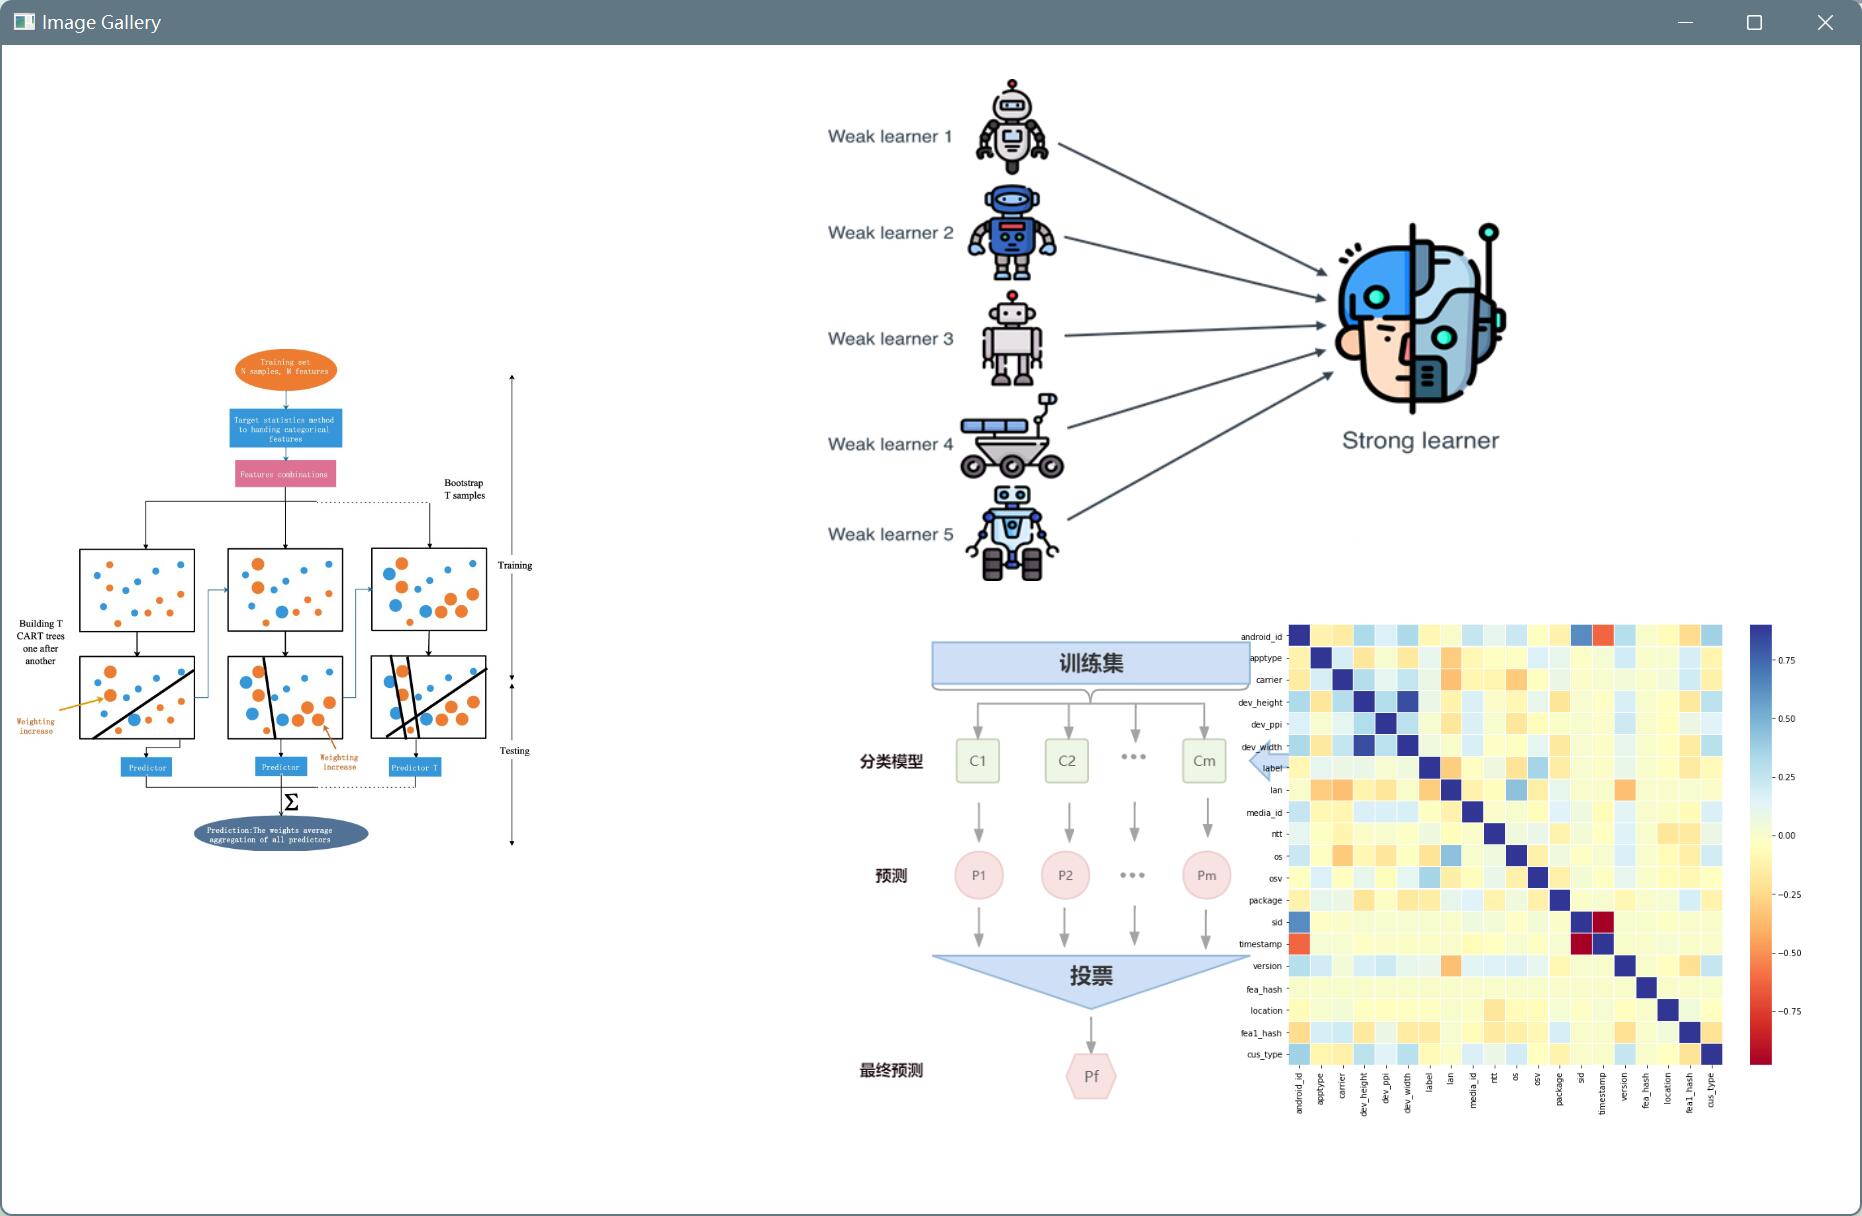 Image Gallery
Training set
N samples, M features
Target statistics method
to handing categorical
features
Features combinations
Bootstrap
T samples
Training
Building T
CART trees
one after
another
Weighting
increase
Weighting
increase
Testing
Predictor
Predictor
Predictor T
Σ
Prediction:The weights average
aggregation of all predictors
Weak learner 1
Weak learner 2
Weak learner 3
Weak learner 4
Weak learner 5
Strong learner
训练集
分类模型
C1
C2
•••
Cm
预测
P1
P2
•••
Pm
投票
最终预测
Pf
android_id
apptype
carrier
dev_height
dev_ppi
dev_width
label
lan
media_id
ntt
os
osv
package
sid
timestamp
version
fea_hash
location
fea1_hash
cus_type
android_id
apptype
carrier
dev_height
dev_ppi
dev_width
label
lan
media_id
ntt
os
osv
package
sid
timestamp
version
fea_hash
location
fea1_hash
cus_type
0.75
0.50
0.25
0.00
−0.25
−0.50
−0.75